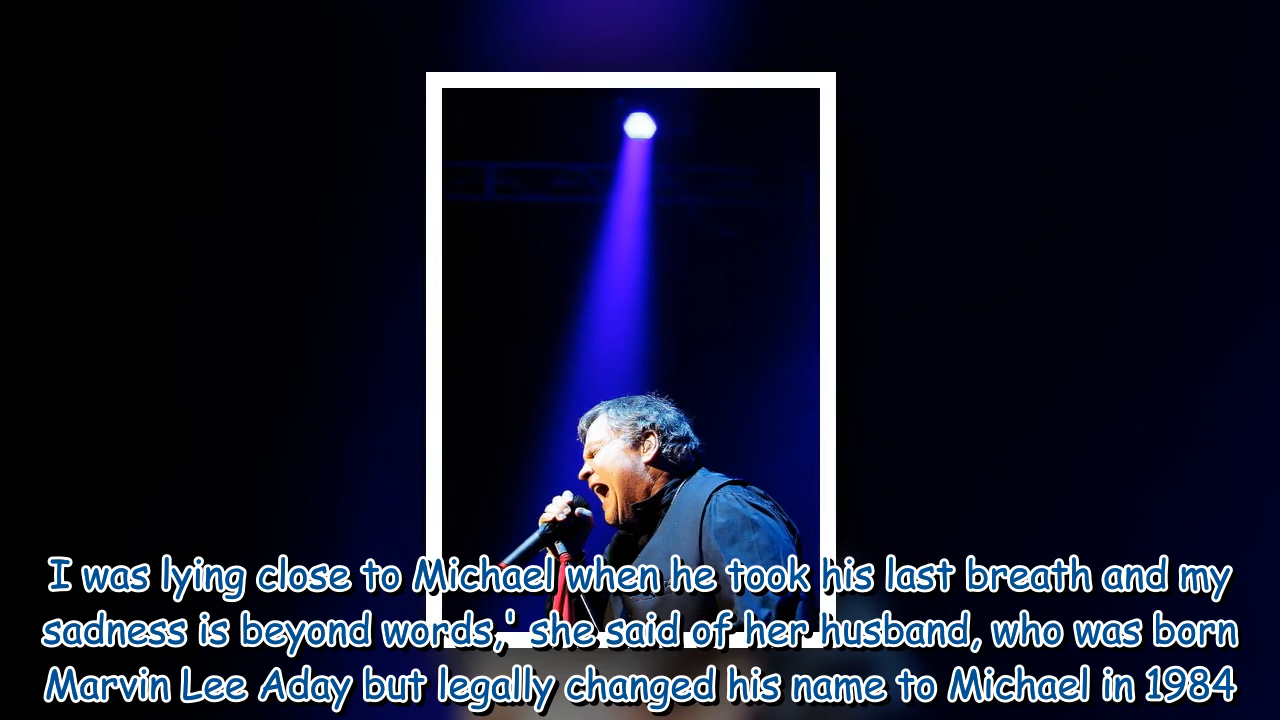 I was lying close to Michael when he took his last breath and my
sadness is beyond words,' she said of her husband, who was born
Marvin Lee Aday but legally changed his name to Michael in 1984